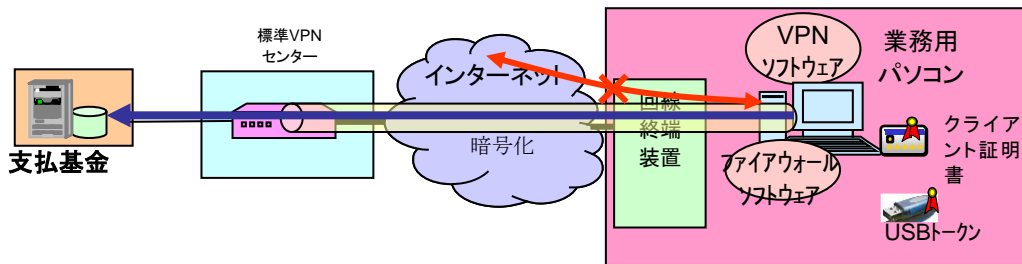 標準VPN
センター
支払基金
インターネット
暗号化
回線
終端
装置
VPN
ソフトウェア
ファイアウォール
ソフトウェア
業務用
パソコン
クライア
ント証明
書
USBトークン